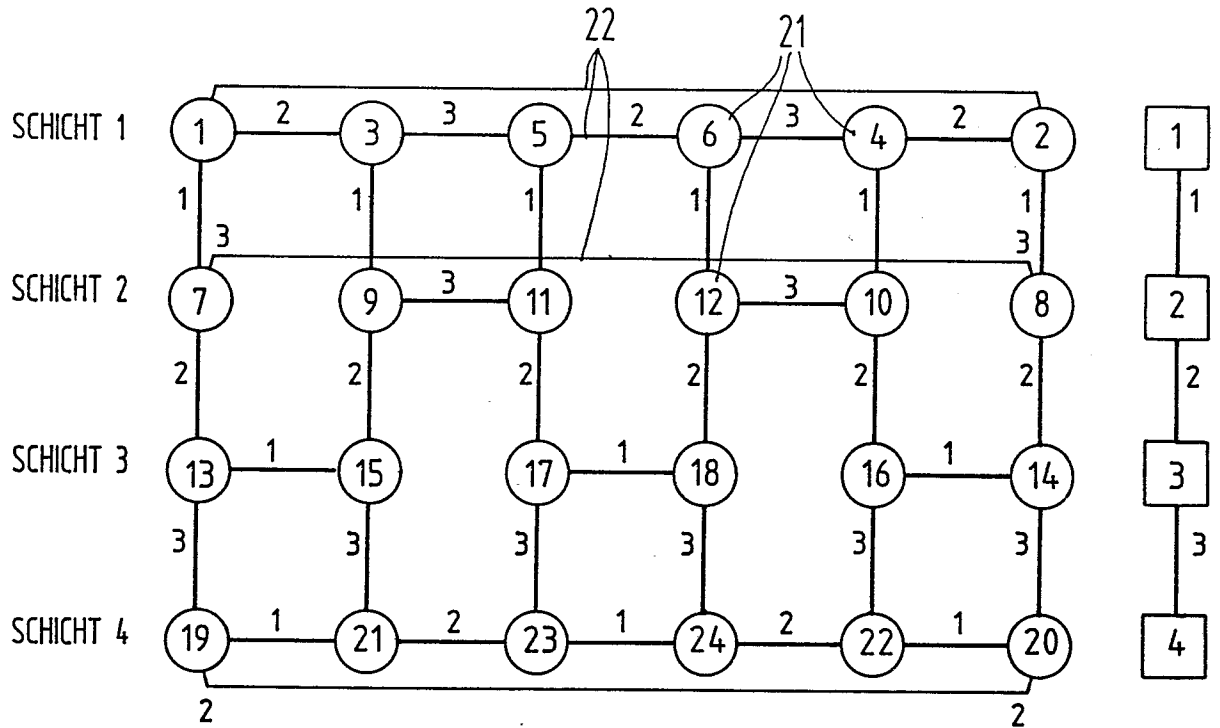 22 21
SCHICHT 1 1 2 3 3 5 2 6 3 4 2 2 1
1 1 1 1 1 1 1
3 3
SCHICHT 2 7 9 3 11 12 3 10 8 2
2 2 2 2 2 2 2
SCHICHT 3 13 1 15 17 1 18 16 1 14 3
3 3 3 3 3 3 3
SCHICHT 4 19 1 21 2 23 1 24 2 22 1 20 4
2 2